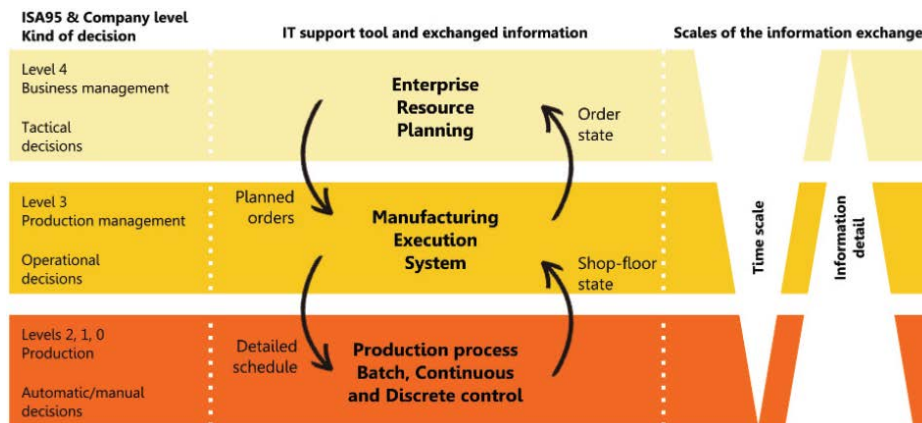 ISA95 & Company level
Kind of decision
IT support tool and exchanged information
Scales of the information exchange
Level 4
Business management
Tactical
decisions
Enterprise
Resource
Planning
Order
state
Level 3
Production management
Operational
decisions
Planned
orders
Manufacturing
Execution
System
Shop-floor
state
Time scale
Information
detail
Levels 2, 1, 0
Production
Automatic/manual
decisions
Detailed
schedule
Production process
Batch, Continuous
and Discrete control